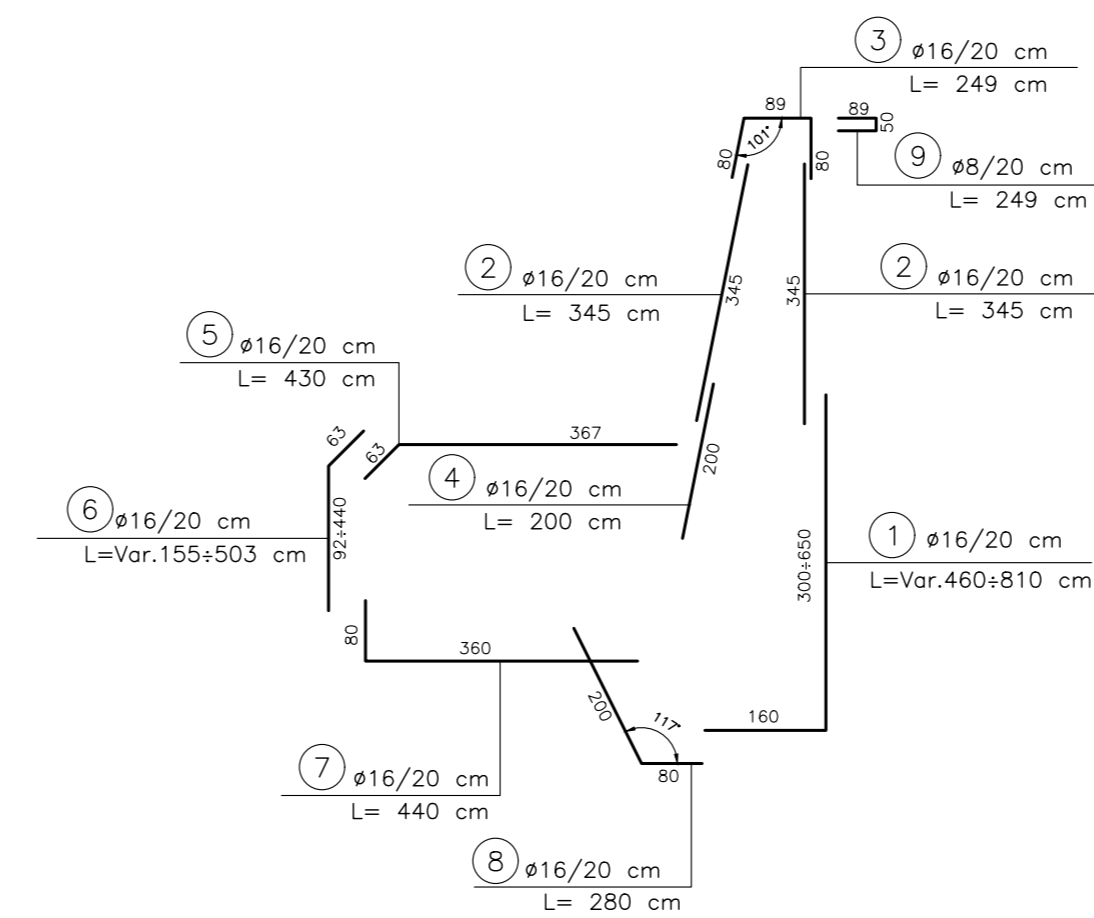 3 ø16/20 cm
L= 249 cm
89
101°
80
80
89
50
9 ø8/20 cm
L= 249 cm
2 ø16/20 cm
L= 345 cm
345
345
2 ø16/20 cm
L= 345 cm
5 ø16/20 cm
L= 430 cm
63
63
367
200
4 ø16/20 cm
L= 200 cm
6 ø16/20 cm
L=Var.155÷503 cm
92÷440
300÷650
1 ø16/20 cm
L=Var.460÷810 cm
80
360
200
117°
80
160
7 ø16/20 cm
L= 440 cm
8 ø16/20 cm
L= 280 cm